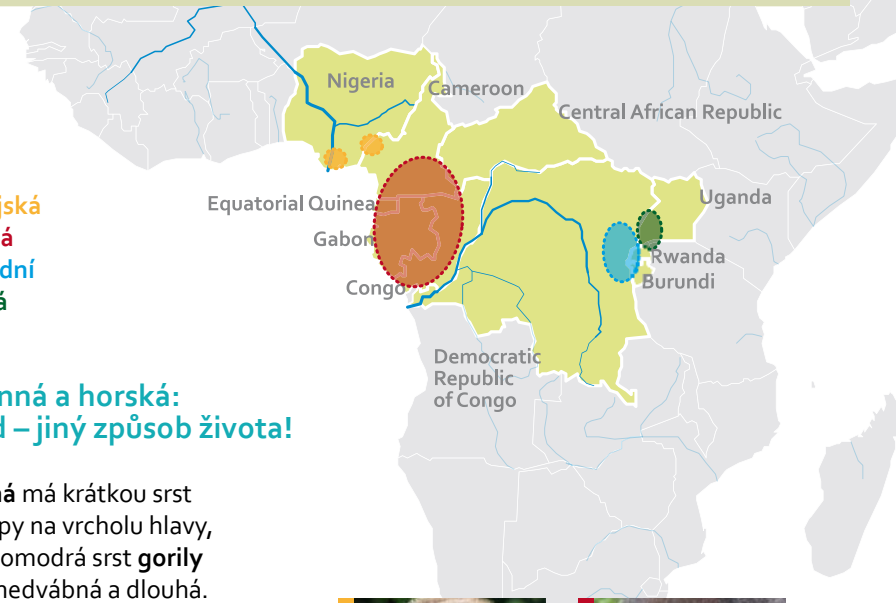 Nigeria
Cameroon
Central African Republic
jská
Equatorial Quinea
Uganda
á
Gabon
dní
Rwanda
á
Congo
Burundi
Democratic
Republic
of Congo
nná a horská:
d – jiný způsob života!
ná má krátkou srst
py na vrcholu hlavy,
omodrá srst gorily
hedvábná a dlouhá.